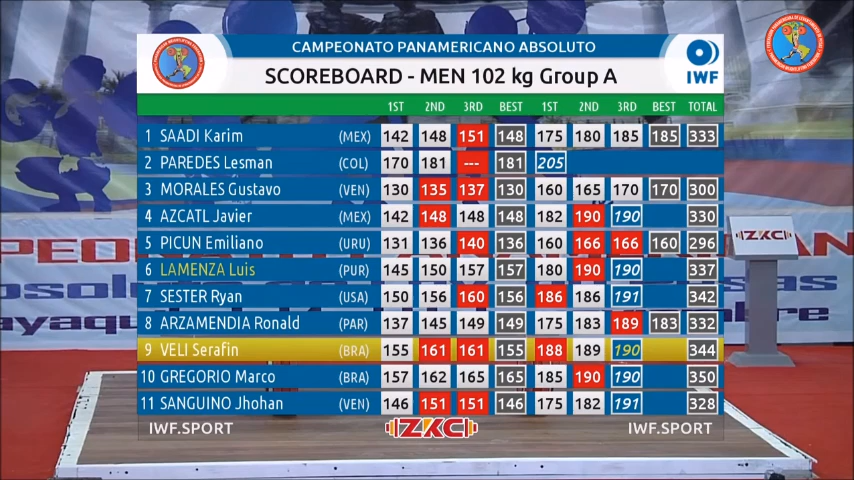 CAMPEONATO PANAMERICANO ABSOLUTO
SCOREBOARD - MEN 102 kg Group A
IWF
1ST 2ND 3RD BEST 1ST 2ND 3RD BEST TOTAL
1 SAADI Karim (MEX) 142 148 151 148 175 180 185 185 333
2 PAREDES Lesman (COL) 170 181 --- 181 205
3 MORALES Gustavo (VEN) 130 135 137 130 160 165 170 170 300
4 AZCATL Javier (MEX) 142 148 148 148 182 190 190 330
5 PICUN Emiliano (URU) 131 136 140 136 160 166 166 160 296
6 LAMENZA Luis (PUR) 145 150 157 157 180 190 190 337
7 SESTER Ryan (USA) 150 156 160 156 186 186 191 342
8 ARZAMENDIA Ronald (PAR) 137 145 149 149 175 183 189 183 332
9 VELI Serafin (BRA) 155 161 161 155 188 189 190 344
10 GREGORIO Marco (BRA) 157 162 165 165 185 190 190 350
11 SANGUINO Jhohan (VEN) 146 151 151 146 175 182 191 328
IWF.SPORT ZKC IWF.SPORT
ZKC